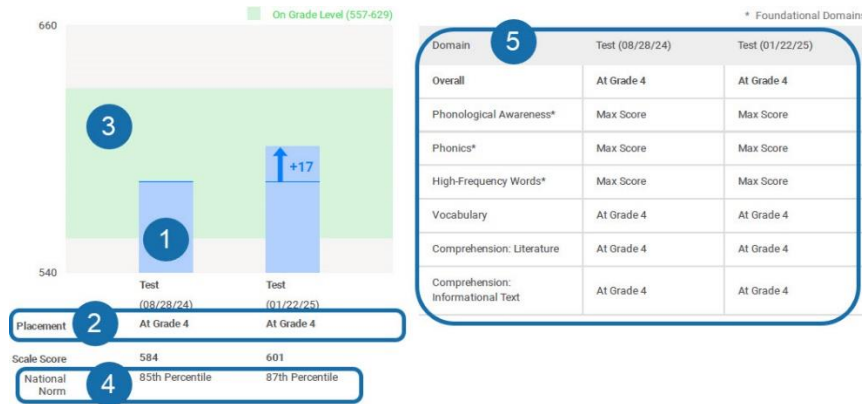 On Grade Level (557-629)
660
3
+17
1
540
Test Test
(08/28/24) (01/22/25)
Placement 2 At Grade 4 At Grade 4
Scale Score 584 601
National Norm 4 85th Percentile 87th Percentile
* Foundational Domains
Domain 5 Test (08/28/24) Test (01/22/25)
Overall At Grade 4 At Grade 4
Phonological Awareness* Max Score Max Score
Phonics* Max Score Max Score
High-Frequency Words* Max Score Max Score
Vocabulary At Grade 4 At Grade 4
Comprehension: Literature At Grade 4 At Grade 4
Comprehension:
Informational Text At Grade 4 At Grade 4